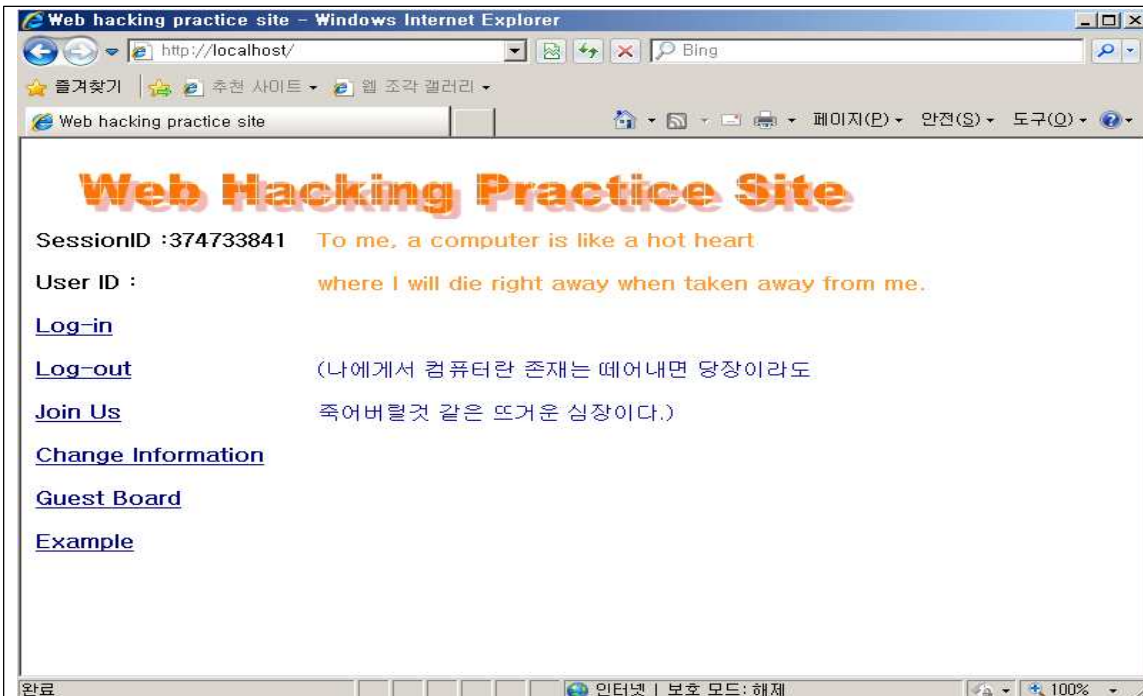 Web hacking practice site - Windows Internet Explorer
http://localhost/
Bing
즐겨찾기 추천 사이트 웹 조각 갤러리
Web hacking practice site
페이지(P) 안전(S) 도구(O)
Web Hacking Practice Site
SessionID :374733841 To me, a computer is like a hot heart
User ID : where I will die right away when taken away from me.
Log-in
Log-out (나에게서 컴퓨터란 존재는 떼어내면 당장이라도
Join Us 죽어버릴것 같은 뜨거운 심장이다.)
Change Information
Guest Board
Example
완료 인터넷 | 보호 모드: 해제 100%